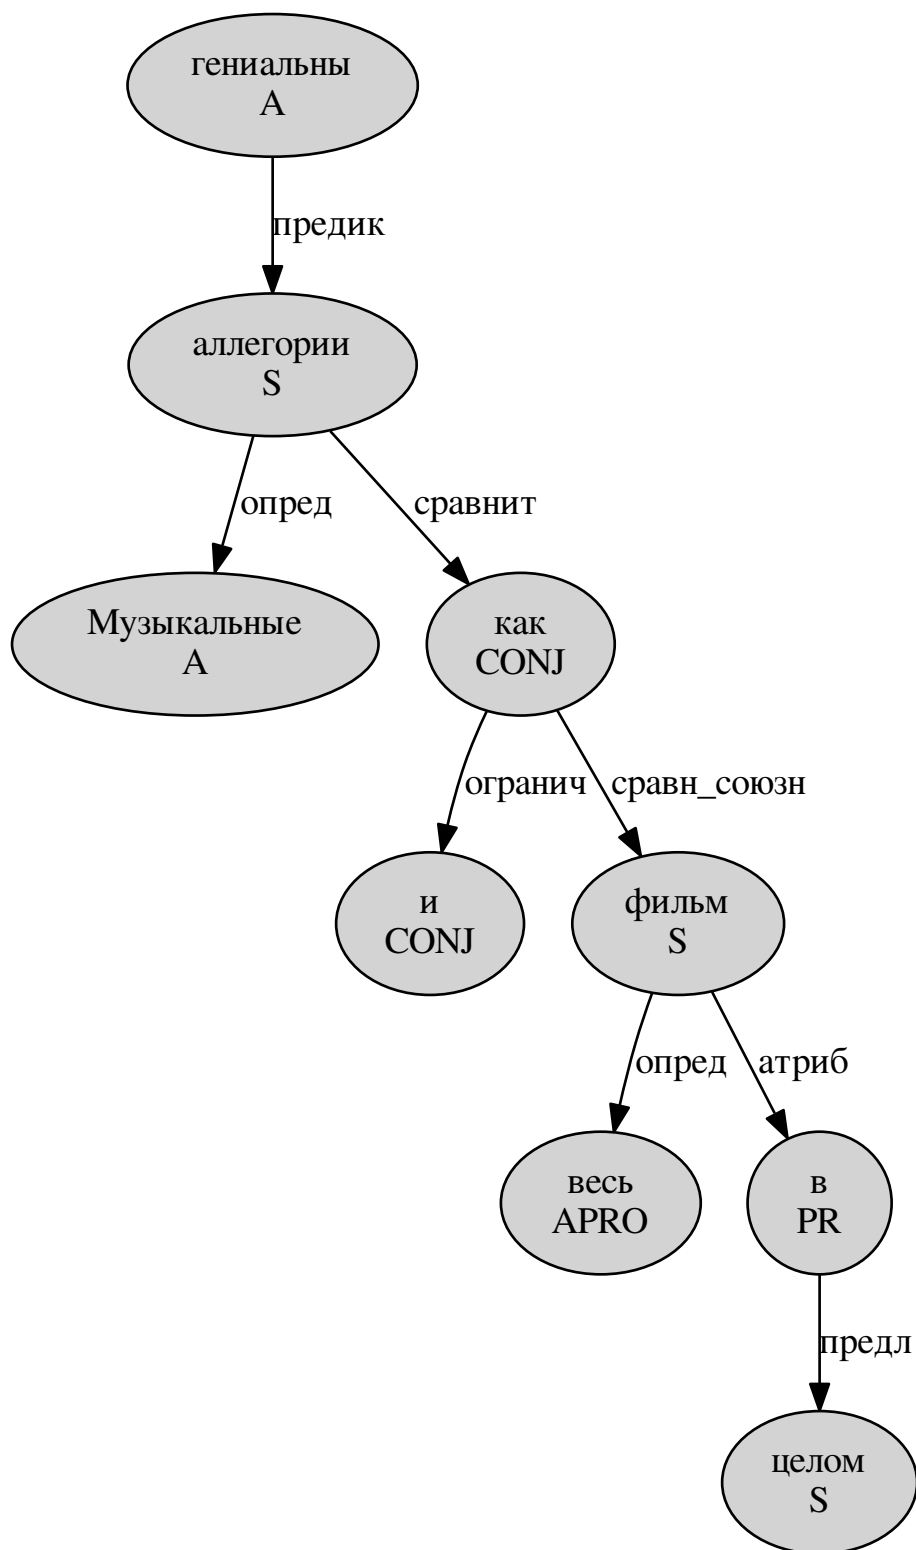 гениальны
A
предик
аллегории
S
опред
сравнит
Музыкальные
A
как
CONJ
огранич
сравн_союзн
и
CONJ
фильм
S
опред
атриб
весь
APRO
в
PR
предл
целом
S